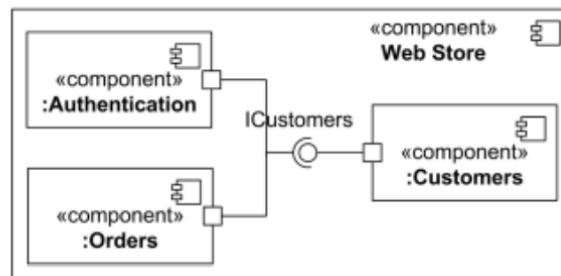 «component»
Web Store
«component»
:Authentication
ICustomers
«component»
:Customers
«component»
:Orders